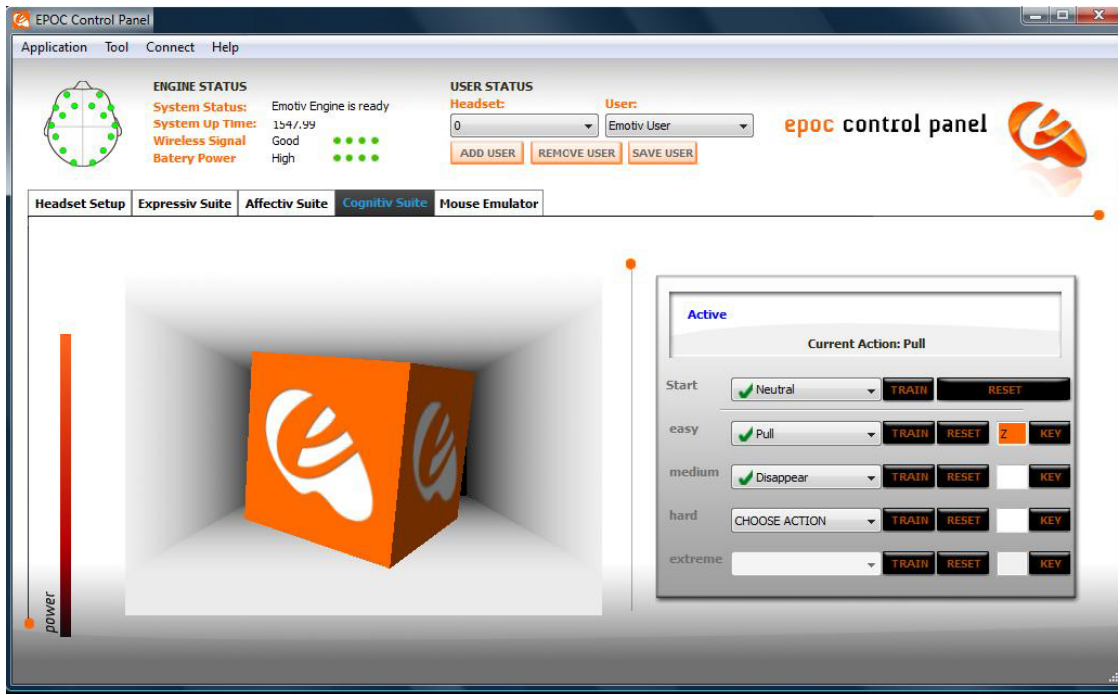 EPOC Control Panel
Application Tool Connect Help
ENGINE STATUS
System Status: Emotiv Engine is ready
System Up Time: 1547.99
Wireless Signal Good
Batery Power High
USER STATUS
Headset: User:
0 Emotiv User
ADD USER REMOVE USER SAVE USER
epoc control panel
Headset Setup Expressiv Suite Affectiv Suite Cognitiv Suite Mouse Emulator
power
Active
Current Action: Pull
Start Neutral TRAIN RESET
easy Pull TRAIN RESET Z KEY
medium Disappear TRAIN RESET KEY
hard CHOOSE ACTION TRAIN RESET KEY
extreme TRAIN RESET KEY